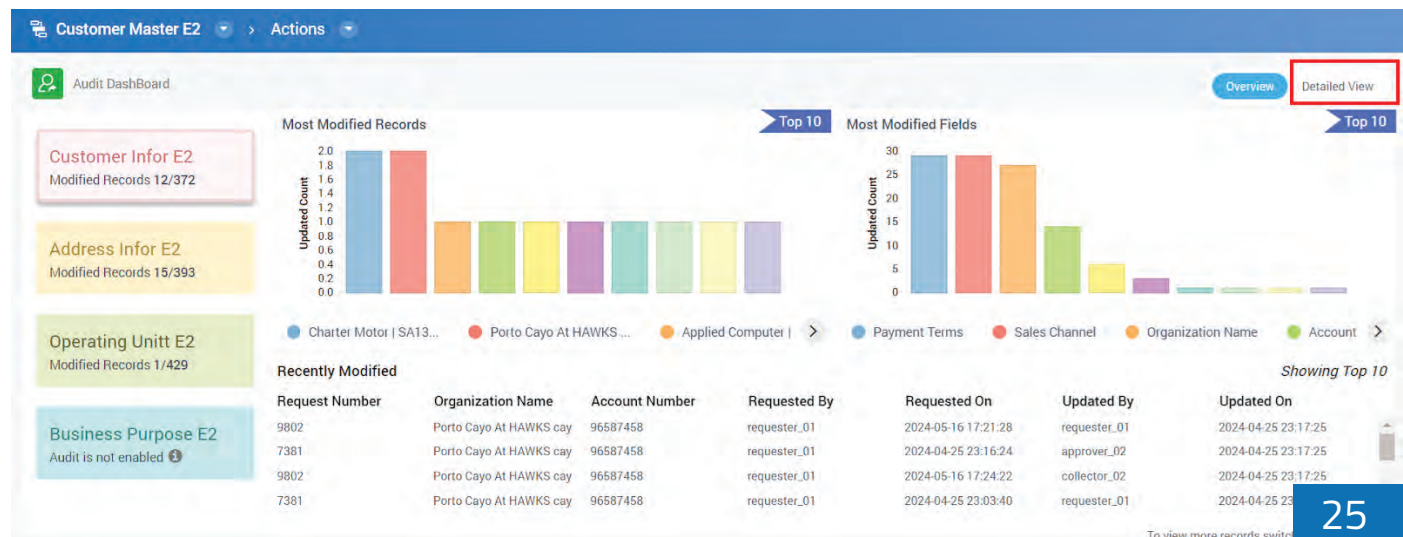 Customer Master E2 > Actions
Audit DashBoard
Overview
Detailed View
Customer Infor E2
Modified Records 12/372
Address Infor E2
Modified Records 15/393
Operating Unitt E2
Modified Records 1/429
Business Purpose E2
Audit is not enabled
Most Modified Records
Top 10
Updated Count
2.0
1.8
1.6
1.4
1.2
1.0
0.8
0.6
0.4
0.2
0.0
Charter Motor | SA13... Porto Cayo At HAWKS ... Applied Computer | >
Most Modified Fields
Top 10
Updated Count
30
25
20
15
10
5
0
Payment Terms Sales Channel Organization Name Account >
Recently Modified
Showing Top 10
Request Number Organization Name Account Number Requested By Requested On Updated By Updated On
9802 Porto Cayo At HAWKS cay 96587458 requester_01 2024-05-16 17:21:28 requester_01 2024-04-25 23:17:25
7381 Porto Cayo At HAWKS cay 96587458 requester_01 2024-04-25 23:16:24 approver_02 2024-04-25 23:17:25
9802 Porto Cayo At HAWKS cay 96587458 requester_01 2024-05-16 17:24:22 collector_02 2024-04-25 23:17:25
7381 Porto Cayo At HAWKS cay 96587458 requester_01 2024-04-25 23:03:40 requester_01 2024-04-25 23
To view more records switc
25